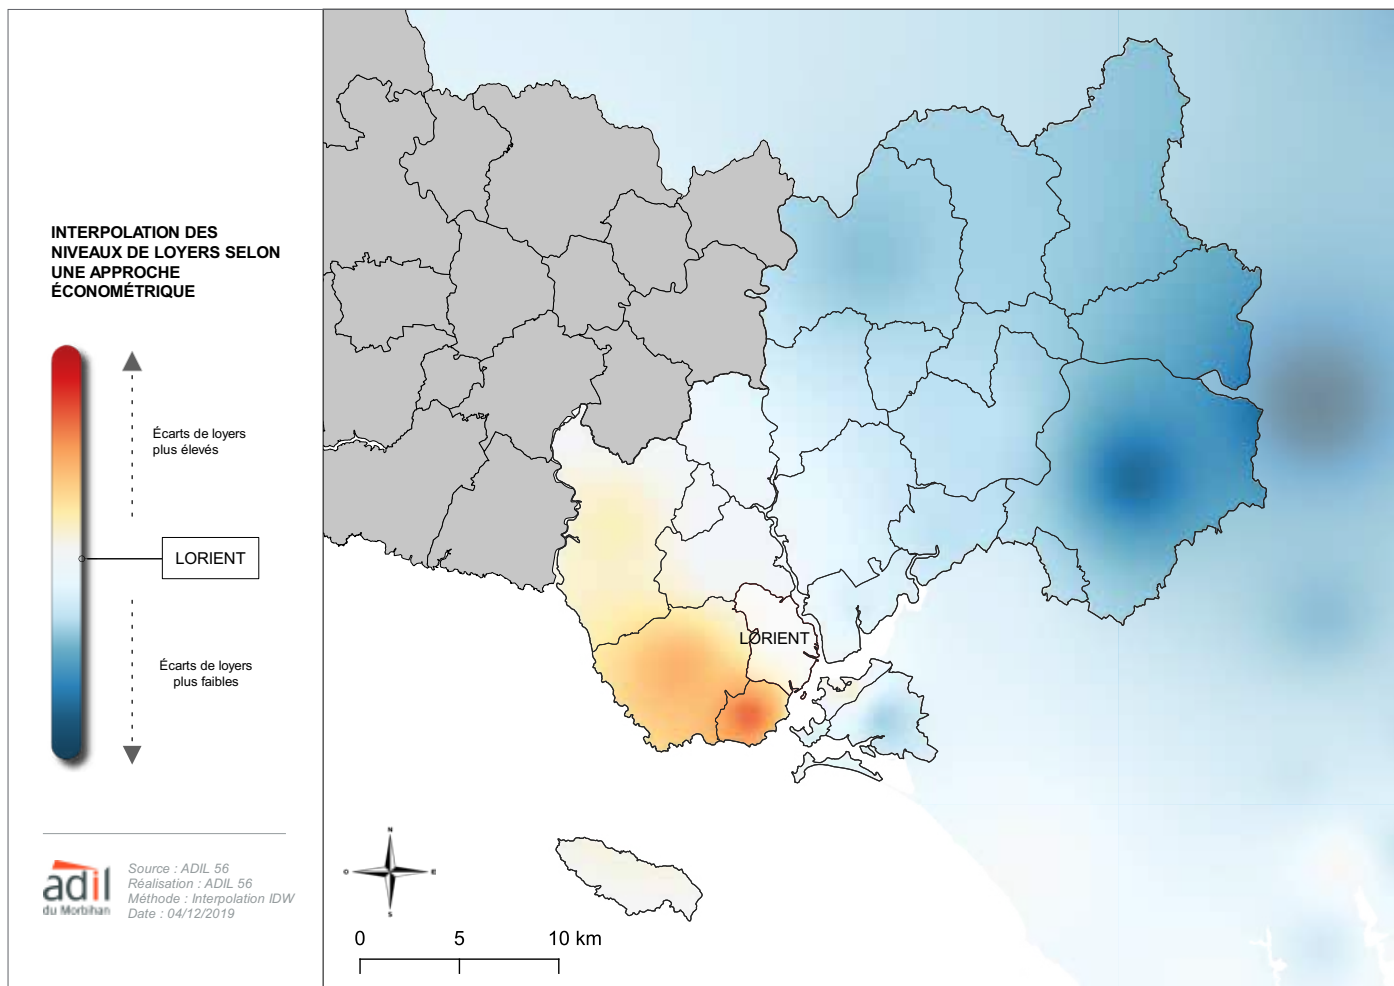 INTERPOLATION DES
NIVEAUX DE LOYERS SELON
UNE APPROCHE
ÉCONOMÉTRIQUE
Écarts de loyers
plus élevés
LORIENT
Écarts de loyers
plus faibles
adil
du Morbihan
Source : ADIL 56
Réalisation : ADIL 56
Méthode : Interpolation IDW
Date : 04/12/2019
LORIENT
N
O
E
S
0
5
10 km